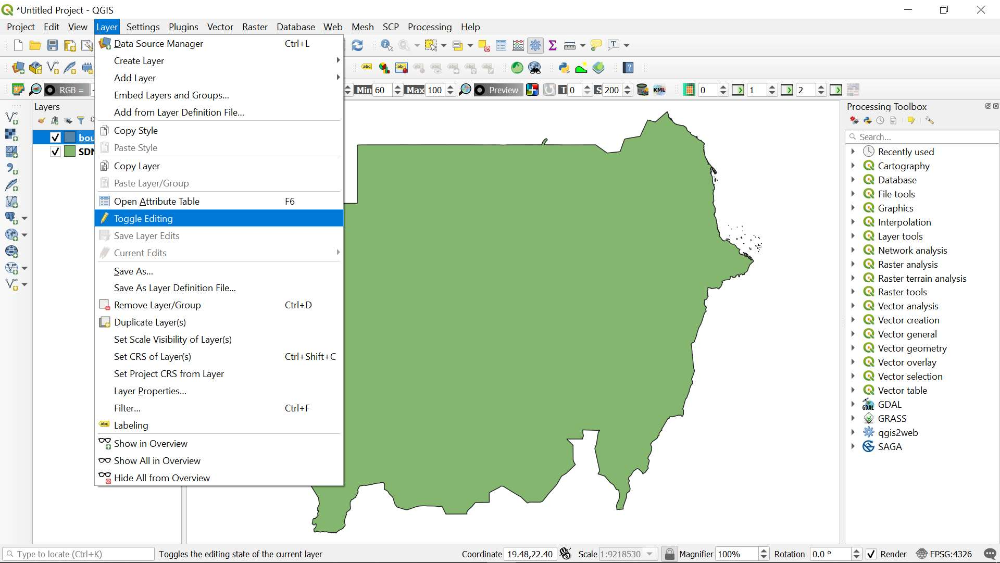 *Untitled Project - QGIS
Project Edit View Layer Settings Plugins Vector Raster Database Web Mesh SCP Processing Help
Data Source Manager Ctrl+L
Create Layer
Add Layer
Embed Layers and Groups...
Add from Layer Definition File...
Copy Style
Paste Style
Copy Layer
Paste Layer/Group
Open Attribute Table F6
Toggle Editing
Save Layer Edits
Current Edits
Save As...
Save As Layer Definition File...
Remove Layer/Group Ctrl+D
Duplicate Layer(s)
Set Scale Visibility of Layer(s)
Set CRS of Layer(s) Ctrl+Shift+C
Set Project CRS from Layer
Layer Properties...
Filter... Ctrl+F
abc Labeling
Show in Overview
Show All in Overview
Hide All from Overview
T
abc ab
RGB = Min 60 Max 100 Preview T 0 S 200 KML 0 1 2
Layers
bou
SDN
Processing Toolbox
Search...
Recently used
Cartography
Database
File tools
Graphics
Interpolation
Layer tools
Network analysis
Raster analysis
Raster terrain analysis
Raster tools
Vector analysis
Vector creation
Vector general
Vector geometry
Vector overlay
Vector selection
Vector table
GDAL GDAL
GRASS
qgis2web
SAGA
Type to locate (Ctrl+K) Toggles the editing state of the current layer Coordinate 19.48,22.40 Scale 1:9218530 Magnifier 100% Rotation 0.0 ° Render EPSG:4326